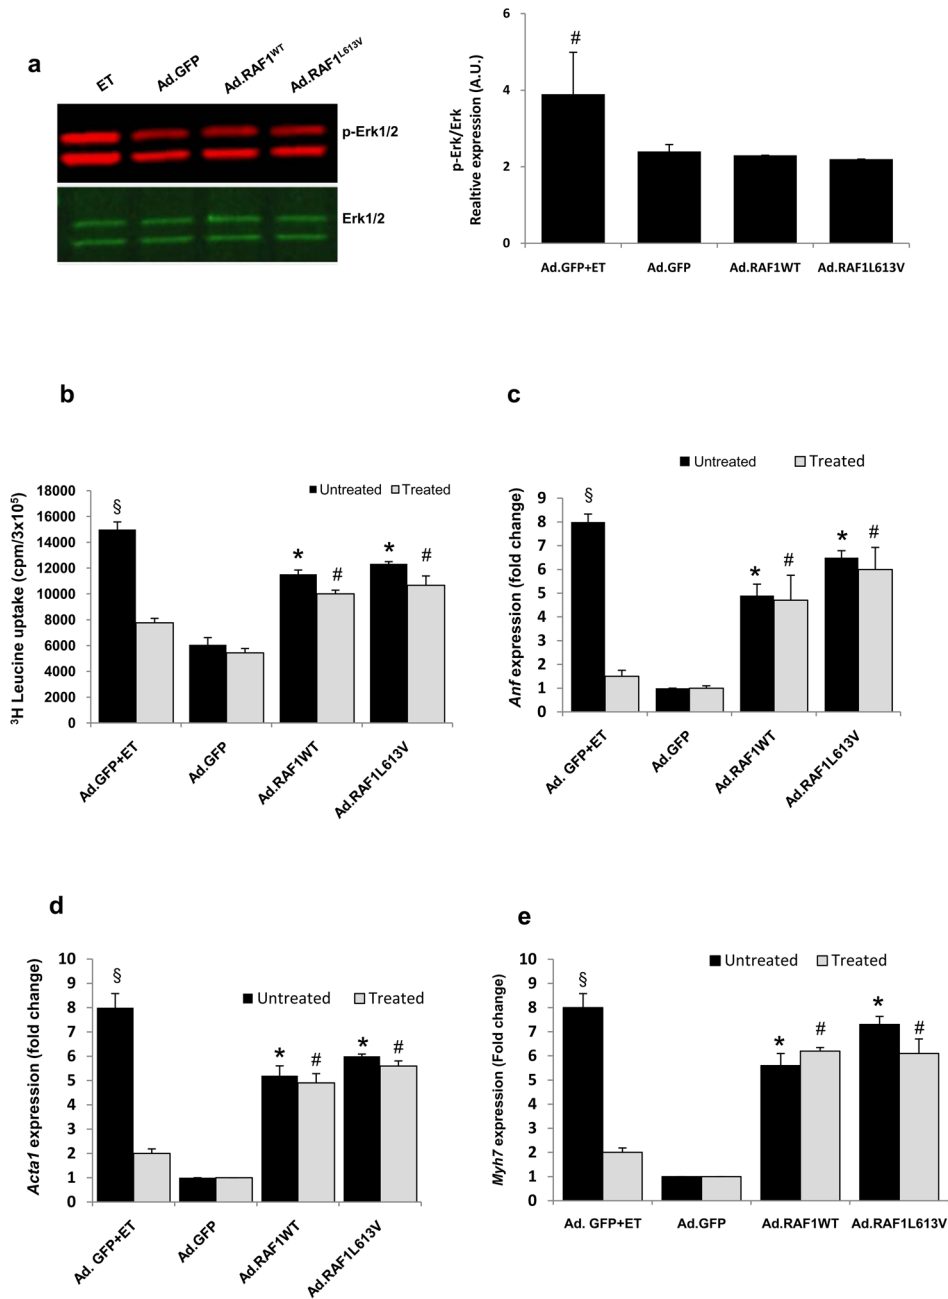 a
ET
Ad.GFP
Ad.RAF1WT
Ad.RAF1L613V
p-Erk1/2
Erk1/2
p-Erk/Erk
Realtive expression (A.U.)
6
4
2
0
#
Ad.GFP+ET
Ad.GFP
Ad.RAF1WT
Ad.RAF1L613V
b
Untreated
Treated
³H Leucine uptake (cpm/3x10⁵)
18000
16000
14000
12000
10000
8000
6000
4000
2000
0
§
*
#
*
#
Ad.GFP+ET
Ad.GFP
Ad.RAF1WT
Ad.RAF1L613V
c
Untreated
Treated
Anf expression (fold change)
9
8
7
6
5
4
3
2
1
0
§
*
#
*
#
Ad. GFP+ET
Ad.GFP
Ad.RAF1WT
Ad.RAF1L613V
d
Untreated
Treated
Acta1 expression (fold change)
10
9
8
7
6
5
4
3
2
1
0
§
*
#
*
#
Ad. GFP+ET
Ad.GFP
Ad.RAF1WT
Ad.RAF1L613V
e
Untreated
Treated
Myh7 expression (Fold change)
10
9
8
7
6
5
4
3
2
1
0
§
*
#
*
#
Ad. GFP+ET
Ad.GFP
Ad.RAF1WT
Ad.RAF1L613V